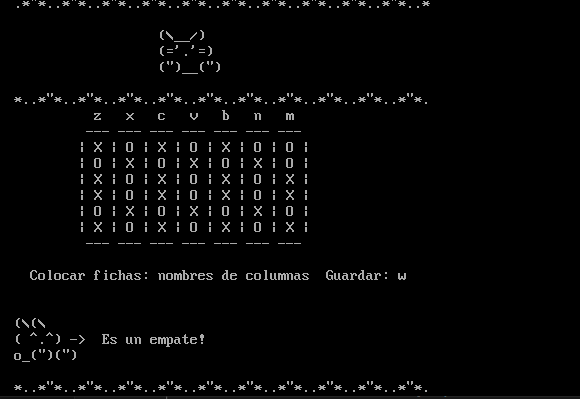 .*"*..*"*..*"*..*"*..*"*..*"*..*"*..*"*..*"*..*"*..*
(\__/)
(='.'=)
(")__(")
*..*"*..*"*..*"*..*"*..*"*..*"*..*"*..*"*..*"*..*"*.
z x c v b n m
--- --- --- --- --- --- ---
| X | O | X | O | X | O | O |
| O | O | O | X | O | X | O |
| X | X | X | O | X | O | X |
| X | O | X | O | X | O | X |
| O | X | O | X | O | X | O |
| X | O | X | O | X | O | O |
--- --- --- --- --- --- ---
Colocar fichas: nombres de columnas  Guardar: w
(\(\
( ^.^) -> Es un empate!
o_(")(")
*..*"*..*"*..*"*..*"*..*"*..*"*..*"*..*"*..*"*..*"*.